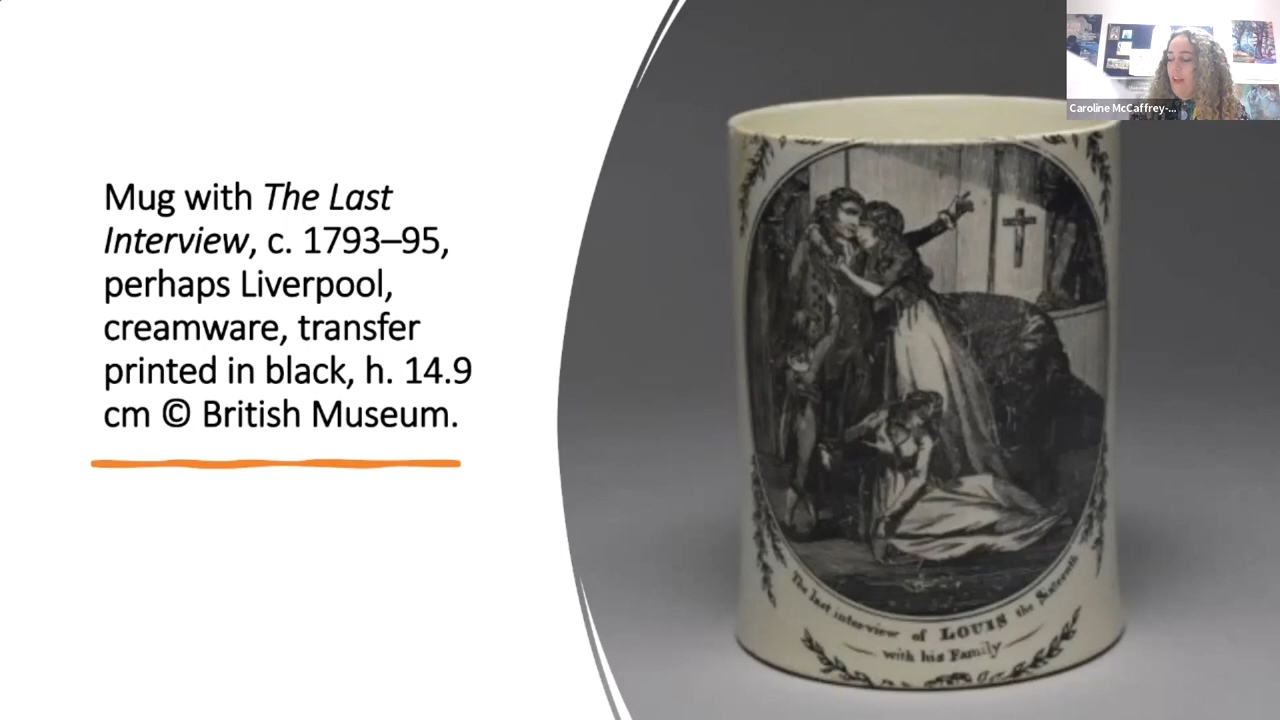 Mug with The Last
Interview, c. 1793–95,
perhaps Liverpool,
creamware, transfer
printed in black, h. 14.9
cm © British Museum.
Caroline McCaffrey-...
The last interview of LOUIS the Sixteenth
with his Family